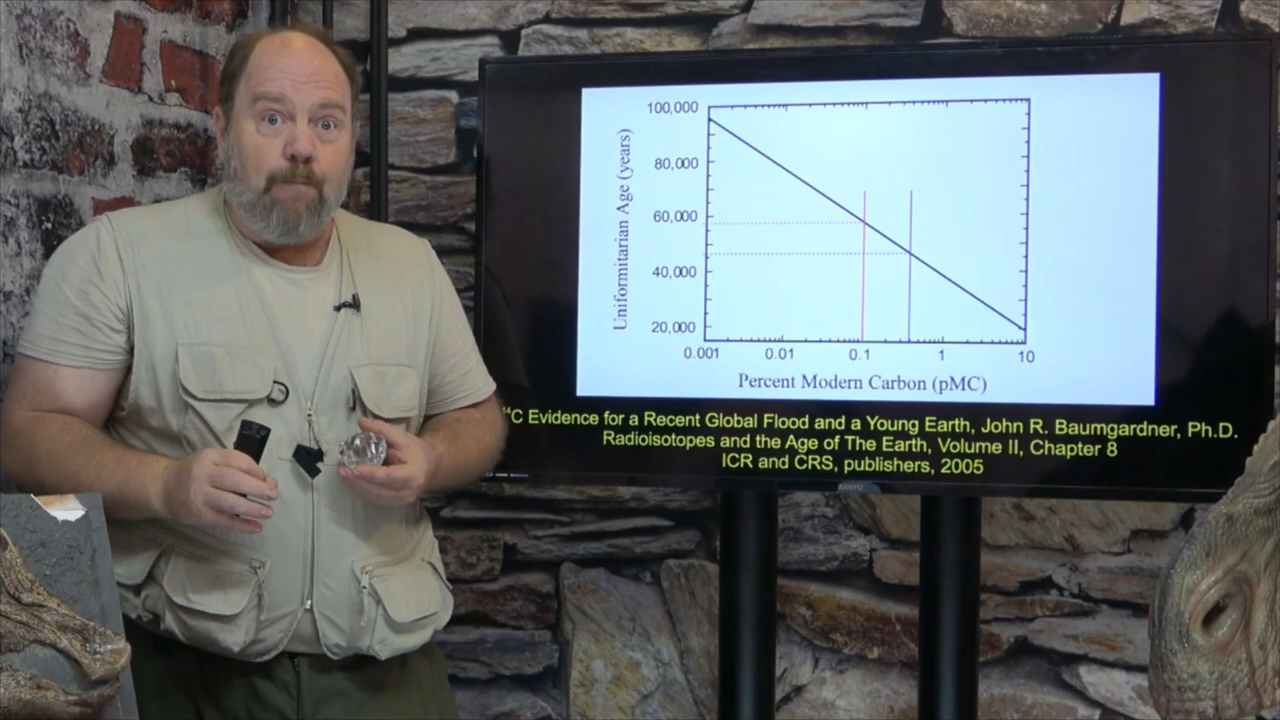 100,000
80,000
60,000
40,000
20,000
Uniformitarian Age (years)
0.001 0.01 0.1 1 10
Percent Modern Carbon (pMC)
14C Evidence for a Recent Global Flood and a Young Earth, John R. Baumgardner, Ph.D.
Radioisotopes and the Age of The Earth, Volume II, Chapter 8
ICR and CRS, publishers, 2005
SANYO